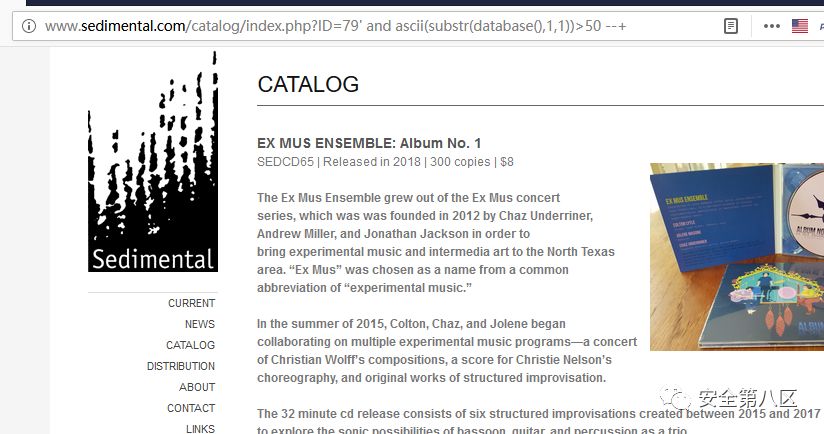 www.sedimental.com/catalog/index.php?ID=79' and ascii(substr(database(),1,1))>50 --+
CATALOG
EX MUS ENSEMBLE: Album No. 1
SEDCD65 | Released in 2018 | 300 copies | $8
The Ex Mus Ensemble grew out of the Ex Mus concert
series, which was was founded in 2012 by Chaz Underriner,
Andrew Miller, and Jonathan Jackson in order to
bring experimental music and intermedia art to the North Texas
area. “Ex Mus” was chosen as a name from a common
abbreviation of “experimental music.”
In the summer of 2015, Colton, Chaz, and Jolene began
collaborating on multiple experimental music programs—a concert
of Christian Wolff’s compositions, a score for Christie Nelson’s
choreography, and original works of structured improvisation.
The 32 minute cd release consists of six structured improvisations created between 2015 and 2017
to explore the sonic possibilities of bassoon, guitar, and percussion as a trio
Sedimental
CURRENT
NEWS
CATALOG
DISTRIBUTION
ABOUT
CONTACT
LINKS
EX MUS ENSEMBLE
ALBUM NO
ALBUM
安全第八区